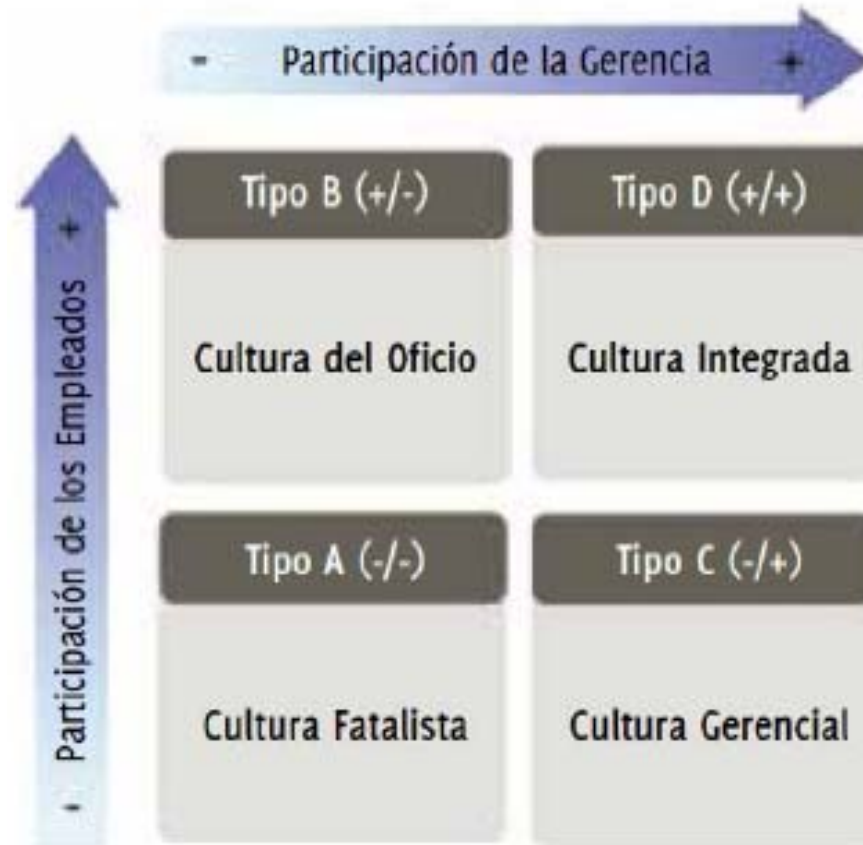 - Participación de la Gerencia +
Tipo B (+/-)
Tipo D (+/+)
Cultura del Oficio
Cultura Integrada
- Participación de los Empleados +
Tipo A (-/-)
Tipo C (-/+)
Cultura Fatalista
Cultura Gerencial